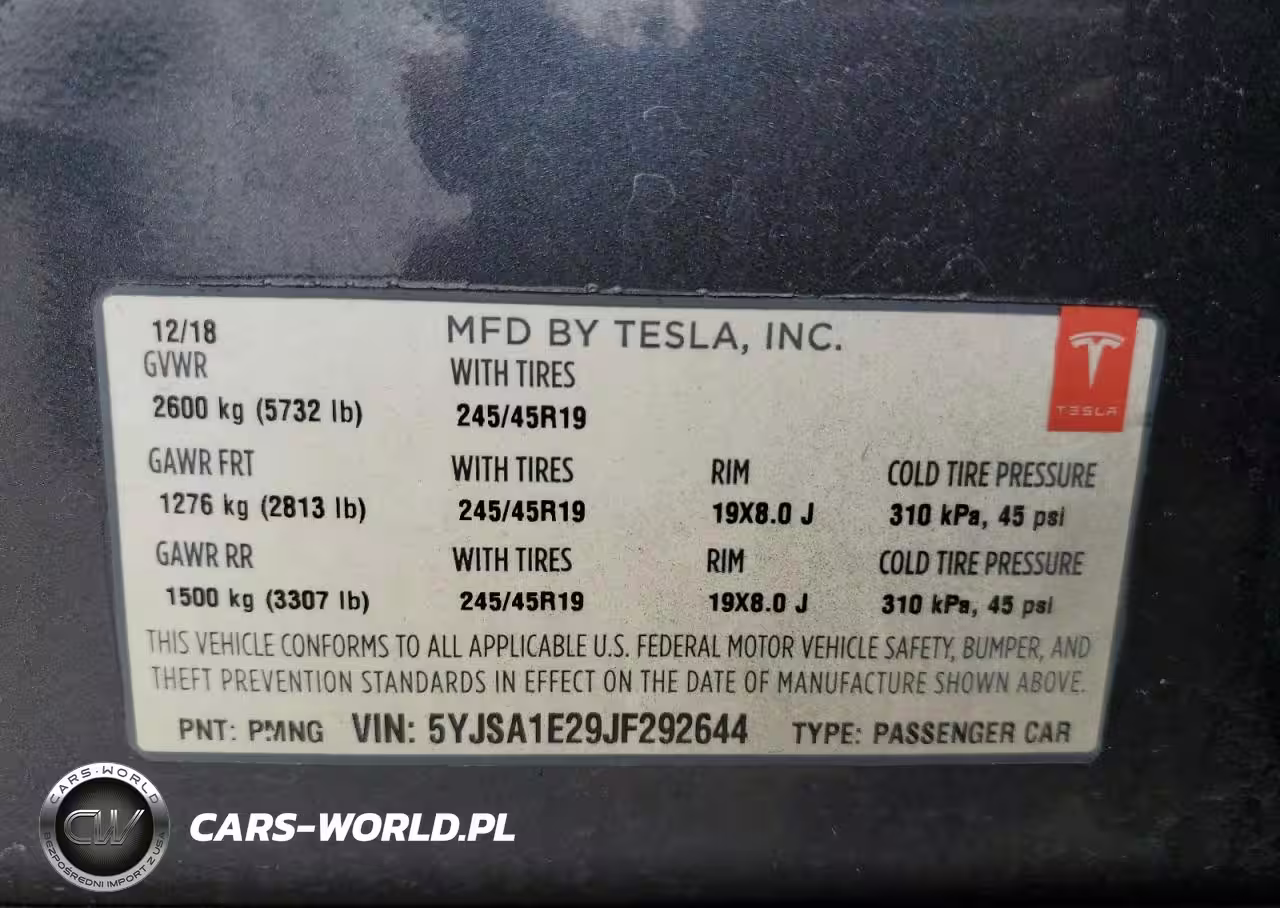 12/18 MFD BY TESLA, INC.
GVWR WITH TIRES
2600 kg (5732 lb) 245/45R19
TESLA
GAWR FRT WITH TIRES RIM COLD TIRE PRESSURE
1276 kg (2813 lb) 245/45R19 19X8.0 J 310 kPa, 45 psi
GAWR RR WITH TIRES RIM COLD TIRE PRESSURE
1500 kg (3307 lb) 245/45R19 19X8.0 J 310 kPa, 45 psi
THIS VEHICLE CONFORMS TO ALL APPLICABLE U.S. FEDERAL MOTOR VEHICLE SAFETY, BUMPER, AND
THEFT PREVENTION STANDARDS IN EFFECT ON THE DATE OF MANUFACTURE SHOWN ABOVE.
PNT: PMNG VIN: 5YJSA1E29JF292644 TYPE: PASSENGER CAR
CARS-WORLD
CW
BEZPOŚREDNI IMPORT Z USA
CARS-WORLD.PL